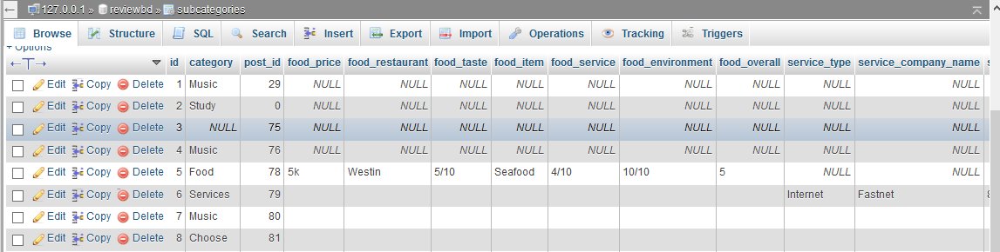 127.0.0.1 » reviewbd » subcategories
Browse Structure SQL Search Insert Export Import Operations Tracking Triggers
+ Options
id category post_id food_price food_restaurant food_taste food_item food_service food_environment food_overall service_type service_company_name s
Edit Copy Delete 1 Music 29 NULL NULL NULL NULL NULL NULL NULL NULL NULL
Edit Copy Delete 2 Study 0 NULL NULL NULL NULL NULL NULL NULL NULL NULL
Edit Copy Delete 3 NULL 75 NULL NULL NULL NULL NULL NULL NULL NULL NULL
Edit Copy Delete 4 Music 76 NULL NULL NULL NULL NULL NULL NULL NULL NULL
Edit Copy Delete 5 Food 78 5k Westin 5/10 Seafood 4/10 10/10 5 NULL NULL
Edit Copy Delete 6 Services 79 Internet Fastnet
Edit Copy Delete 7 Music 80
Edit Copy Delete 8 Choose 81